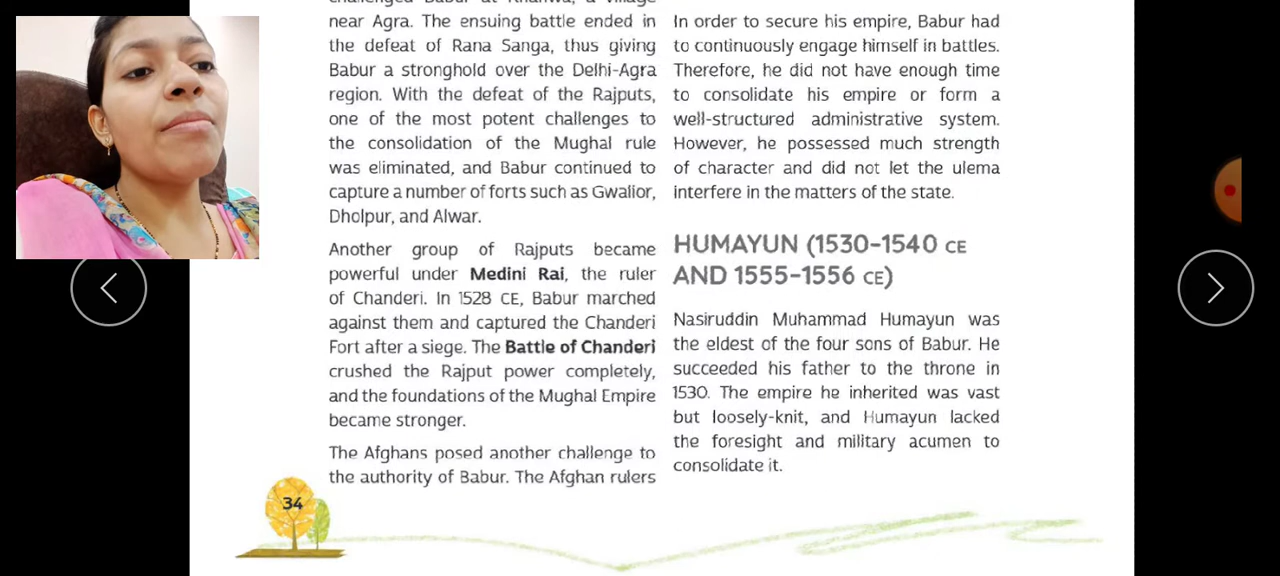 near Agra. The ensuing battle ended in
the defeat of Rana Sanga, thus giving
Babur a stronghold over the Delhi-Agra
region. With the defeat of the Rajputs,
one of the most potent challenges to
the consolidation of the Mughal rule
was eliminated, and Babur continued to
capture a number of forts such as Gwalior,
Dholpur, and Alwar.
Another group of Rajputs became
powerful under Medini Rai, the ruler
of Chanderi. In 1528 CE, Babur marched
against them and captured the Chanderi
Fort after a siege. The Battle of Chanderi
crushed the Rajput power completely,
and the foundations of the Mughal Empire
became stronger.
The Afghans posed another challenge to
the authority of Babur. The Afghan rulers
34
In order to secure his empire, Babur had
to continuously engage himself in battles.
Therefore, he did not have enough time
to consolidate his empire or form a
well-structured administrative system.
However, he possessed much strength
of character and did not let the ulema
interfere in the matters of the state.
HUMAYUN (1530–1540 CE
AND 1555–1556 CE)
Nasiruddin Muhammad Humayun was
the eldest of the four sons of Babur. He
succeeded his father to the throne in
1530. The empire he inherited was vast
but loosely-knit, and Humayun lacked
the foresight and military acumen to
consolidate it.